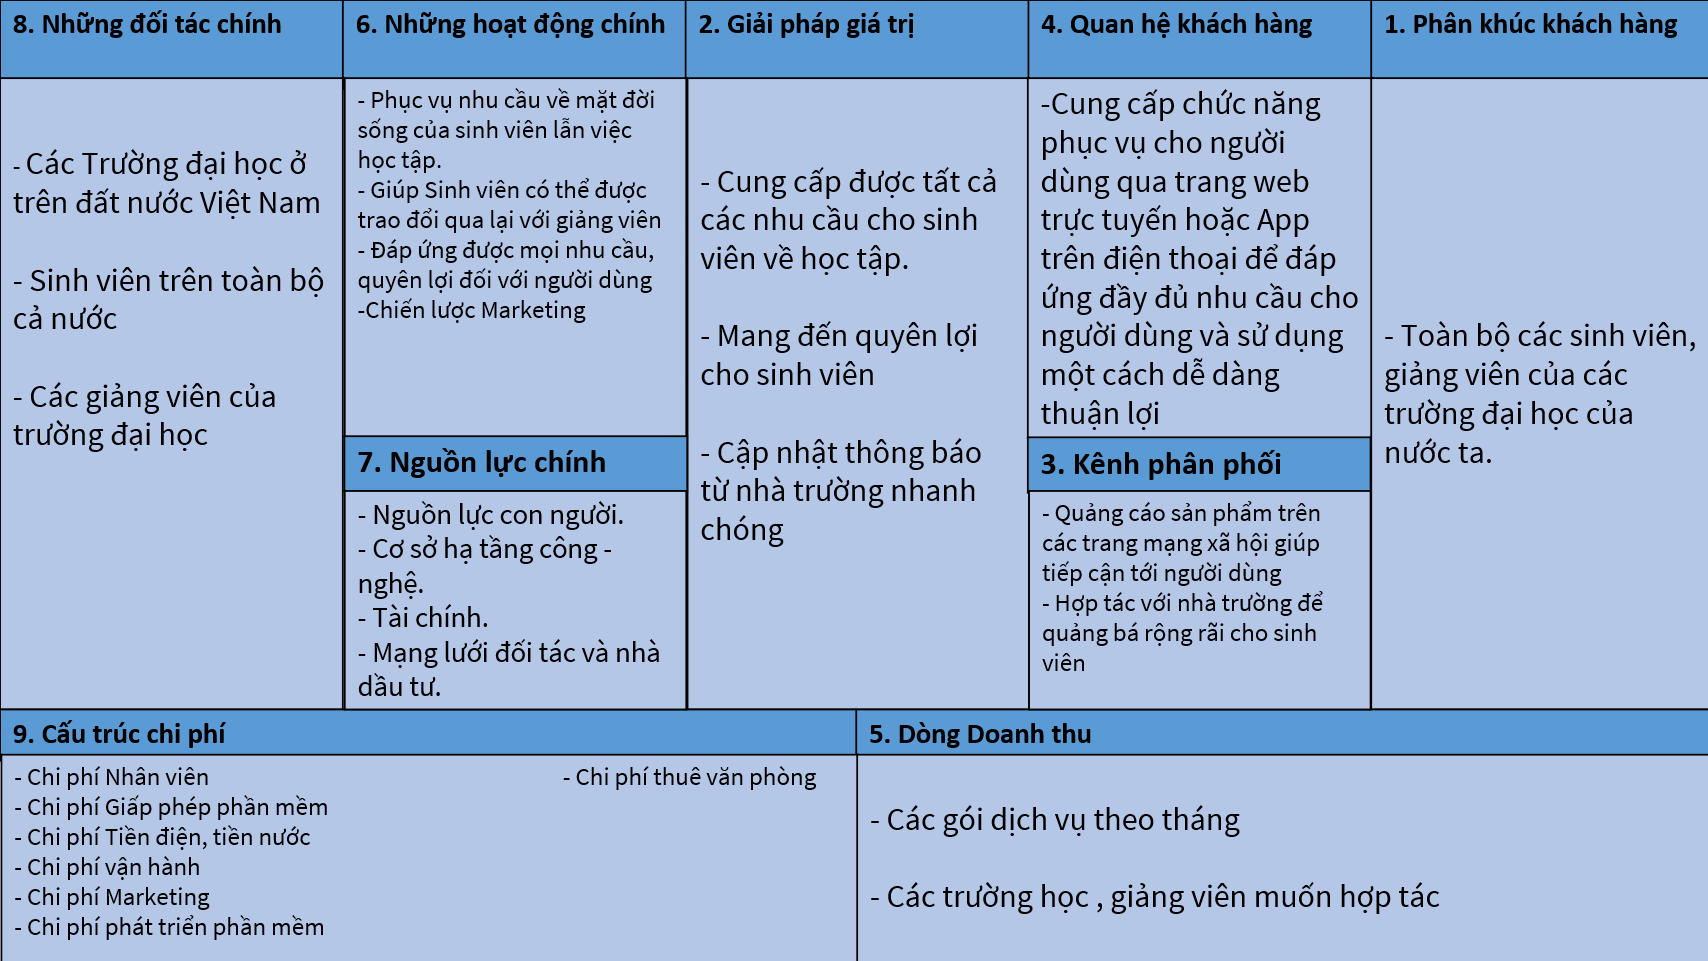 8. Những đối tác chính
- Các Trường đại học ở
trên đất nước Việt Nam
- Sinh viên trên toàn bộ
cả nước
- Các giảng viên của
trường đại học
6. Những hoạt động chính
- Phục vụ nhu cầu về mặt đời
sống của sinh viên lẫn việc
học tập.
- Giúp Sinh viên có thể được
trao đổi qua lại với giảng viên
- Đáp ứng được mọi nhu cầu,
quyên lợi đối với người dùng
-Chiến lược Marketing
7. Nguồn lực chính
- Nguồn lực con người.
- Cơ sở hạ tầng công -
nghệ.
- Tài chính.
- Mạng lưới đối tác và nhà
dầu tư.
2. Giải pháp giá trị
- Cung cấp được tất cả
các nhu cầu cho sinh
viên về học tập.
- Mang đến quyên lợi
cho sinh viên
- Cập nhật thông báo
từ nhà trường nhanh
chóng
4. Quan hệ khách hàng
-Cung cấp chức năng
phục vụ cho người
dùng qua trang web
trực tuyến hoặc App
trên điện thoại để đáp
ứng đầy đủ nhu cầu cho
người dùng và sử dụng
một cách dễ dàng
thuận lợi
3. Kênh phân phối
- Quảng cáo sản phẩm trên
các trang mạng xã hội giúp
tiếp cận tới người dùng
- Hợp tác với nhà trường để
quảng bá rộng rãi cho sinh
viên
1. Phân khúc khách hàng
- Toàn bộ các sinh viên,
giảng viên của các
trường đại học của
nước ta.
9. Cấu trúc chi phí
- Chi phí Nhân viên
- Chi phí Giấp phép phần mềm
- Chi phí Tiền điện, tiền nước
- Chi phí vận hành
- Chi phí Marketing
- Chi phí phát triển phần mềm
- Chi phí thuê văn phòng
5. Dòng Doanh thu
- Các gói dịch vụ theo tháng
- Các trường học , giảng viên muốn hợp tác